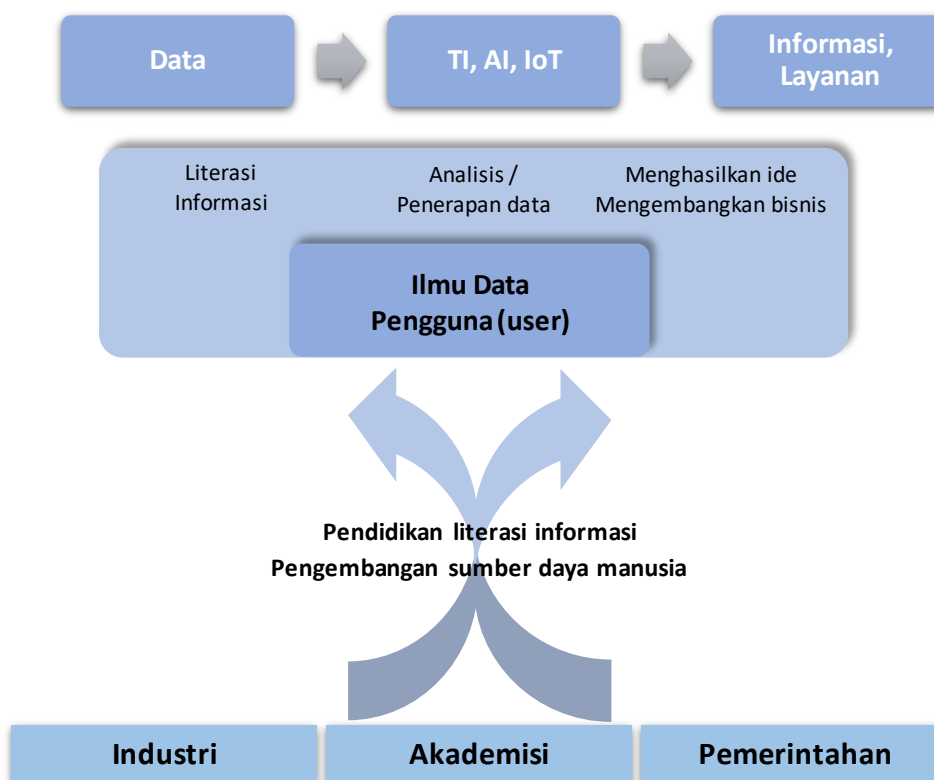 Data
TI, AI, IoT
Informasi,
Layanan
Literasi
Informasi
Analisis /
Penerapan data
Menghasilkan ide
Mengembangkan bisnis
Ilmu Data
Pengguna (user)
Pendidikan literasi informasi
Pengembangan sumber daya manusia
Industri
Akademisi
Pemerintahan